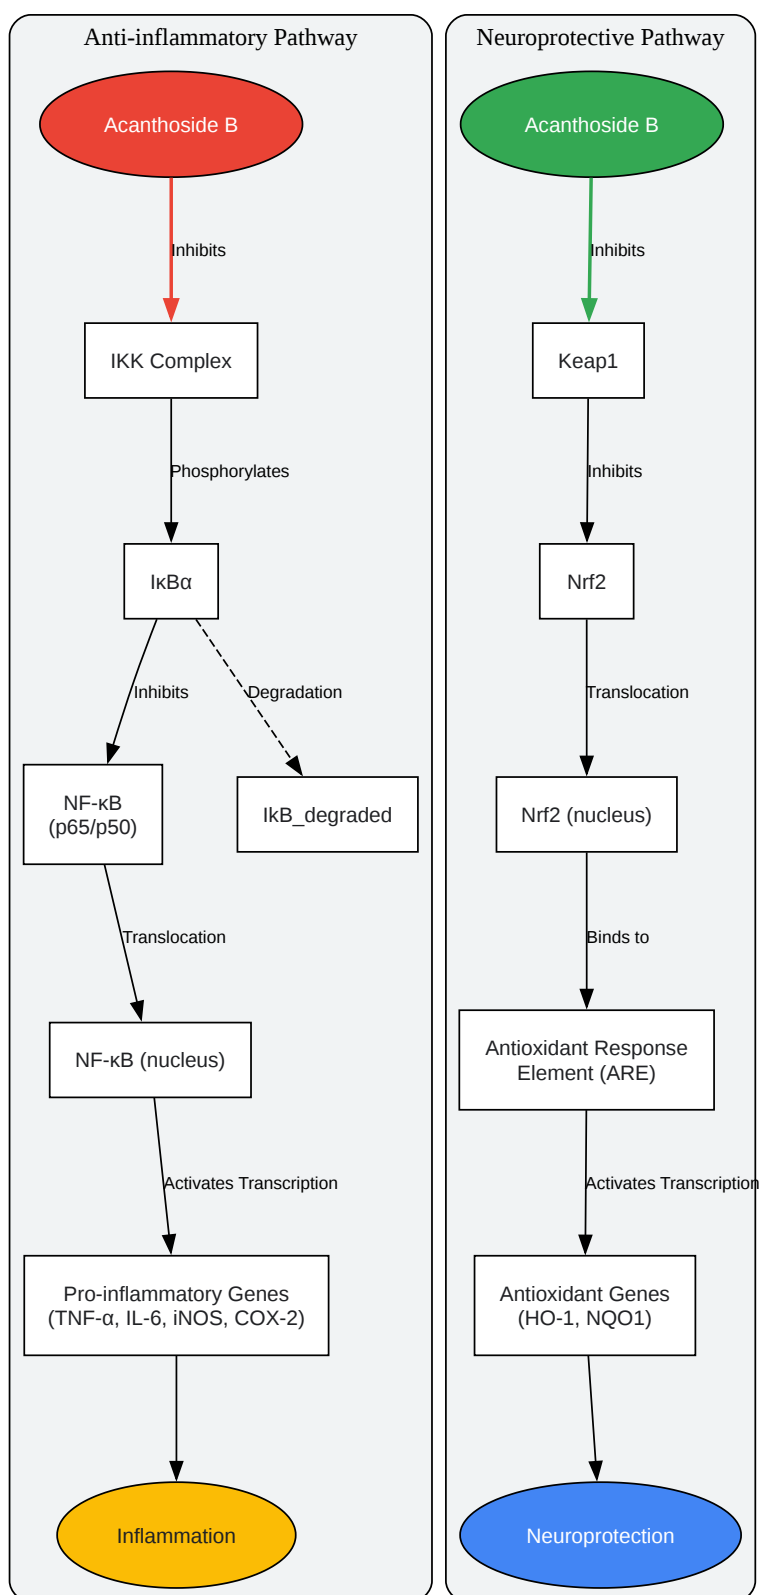 Anti-inflammatory Pathway
Acanthoside B
Inhibits
IKK Complex
Phosphorylates
IκBα
Inhibits
Degradation
NF-κB
(p65/p50)
IkB_degraded
Translocation
NF-κB (nucleus)
Activates Transcription
Pro-inflammatory Genes
(TNF-α, IL-6, iNOS, COX-2)
Inflammation
Neuroprotective Pathway
Acanthoside B
Inhibits
Keap1
Inhibits
Nrf2
Translocation
Nrf2 (nucleus)
Binds to
Antioxidant Response
Element (ARE)
Activates Transcription
Antioxidant Genes
(HO-1, NQO1)
Neuroprotection